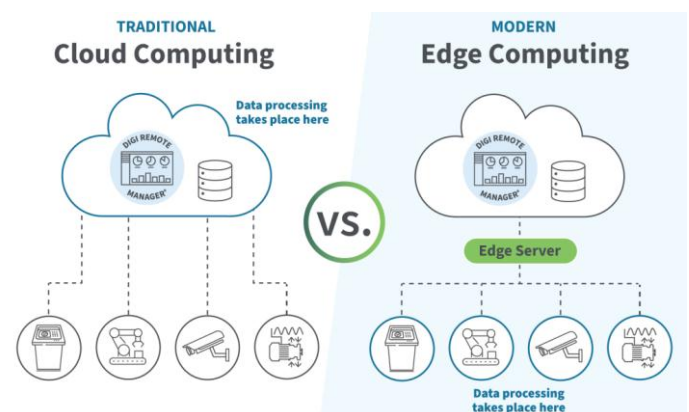 TRADITIONAL
Cloud Computing
Data processing
takes place here
DIGI REMOTE
MANAGER®
VS.
MODERN
Edge Computing
DIGI REMOTE
MANAGER®
Edge Server
Data processing
takes place here